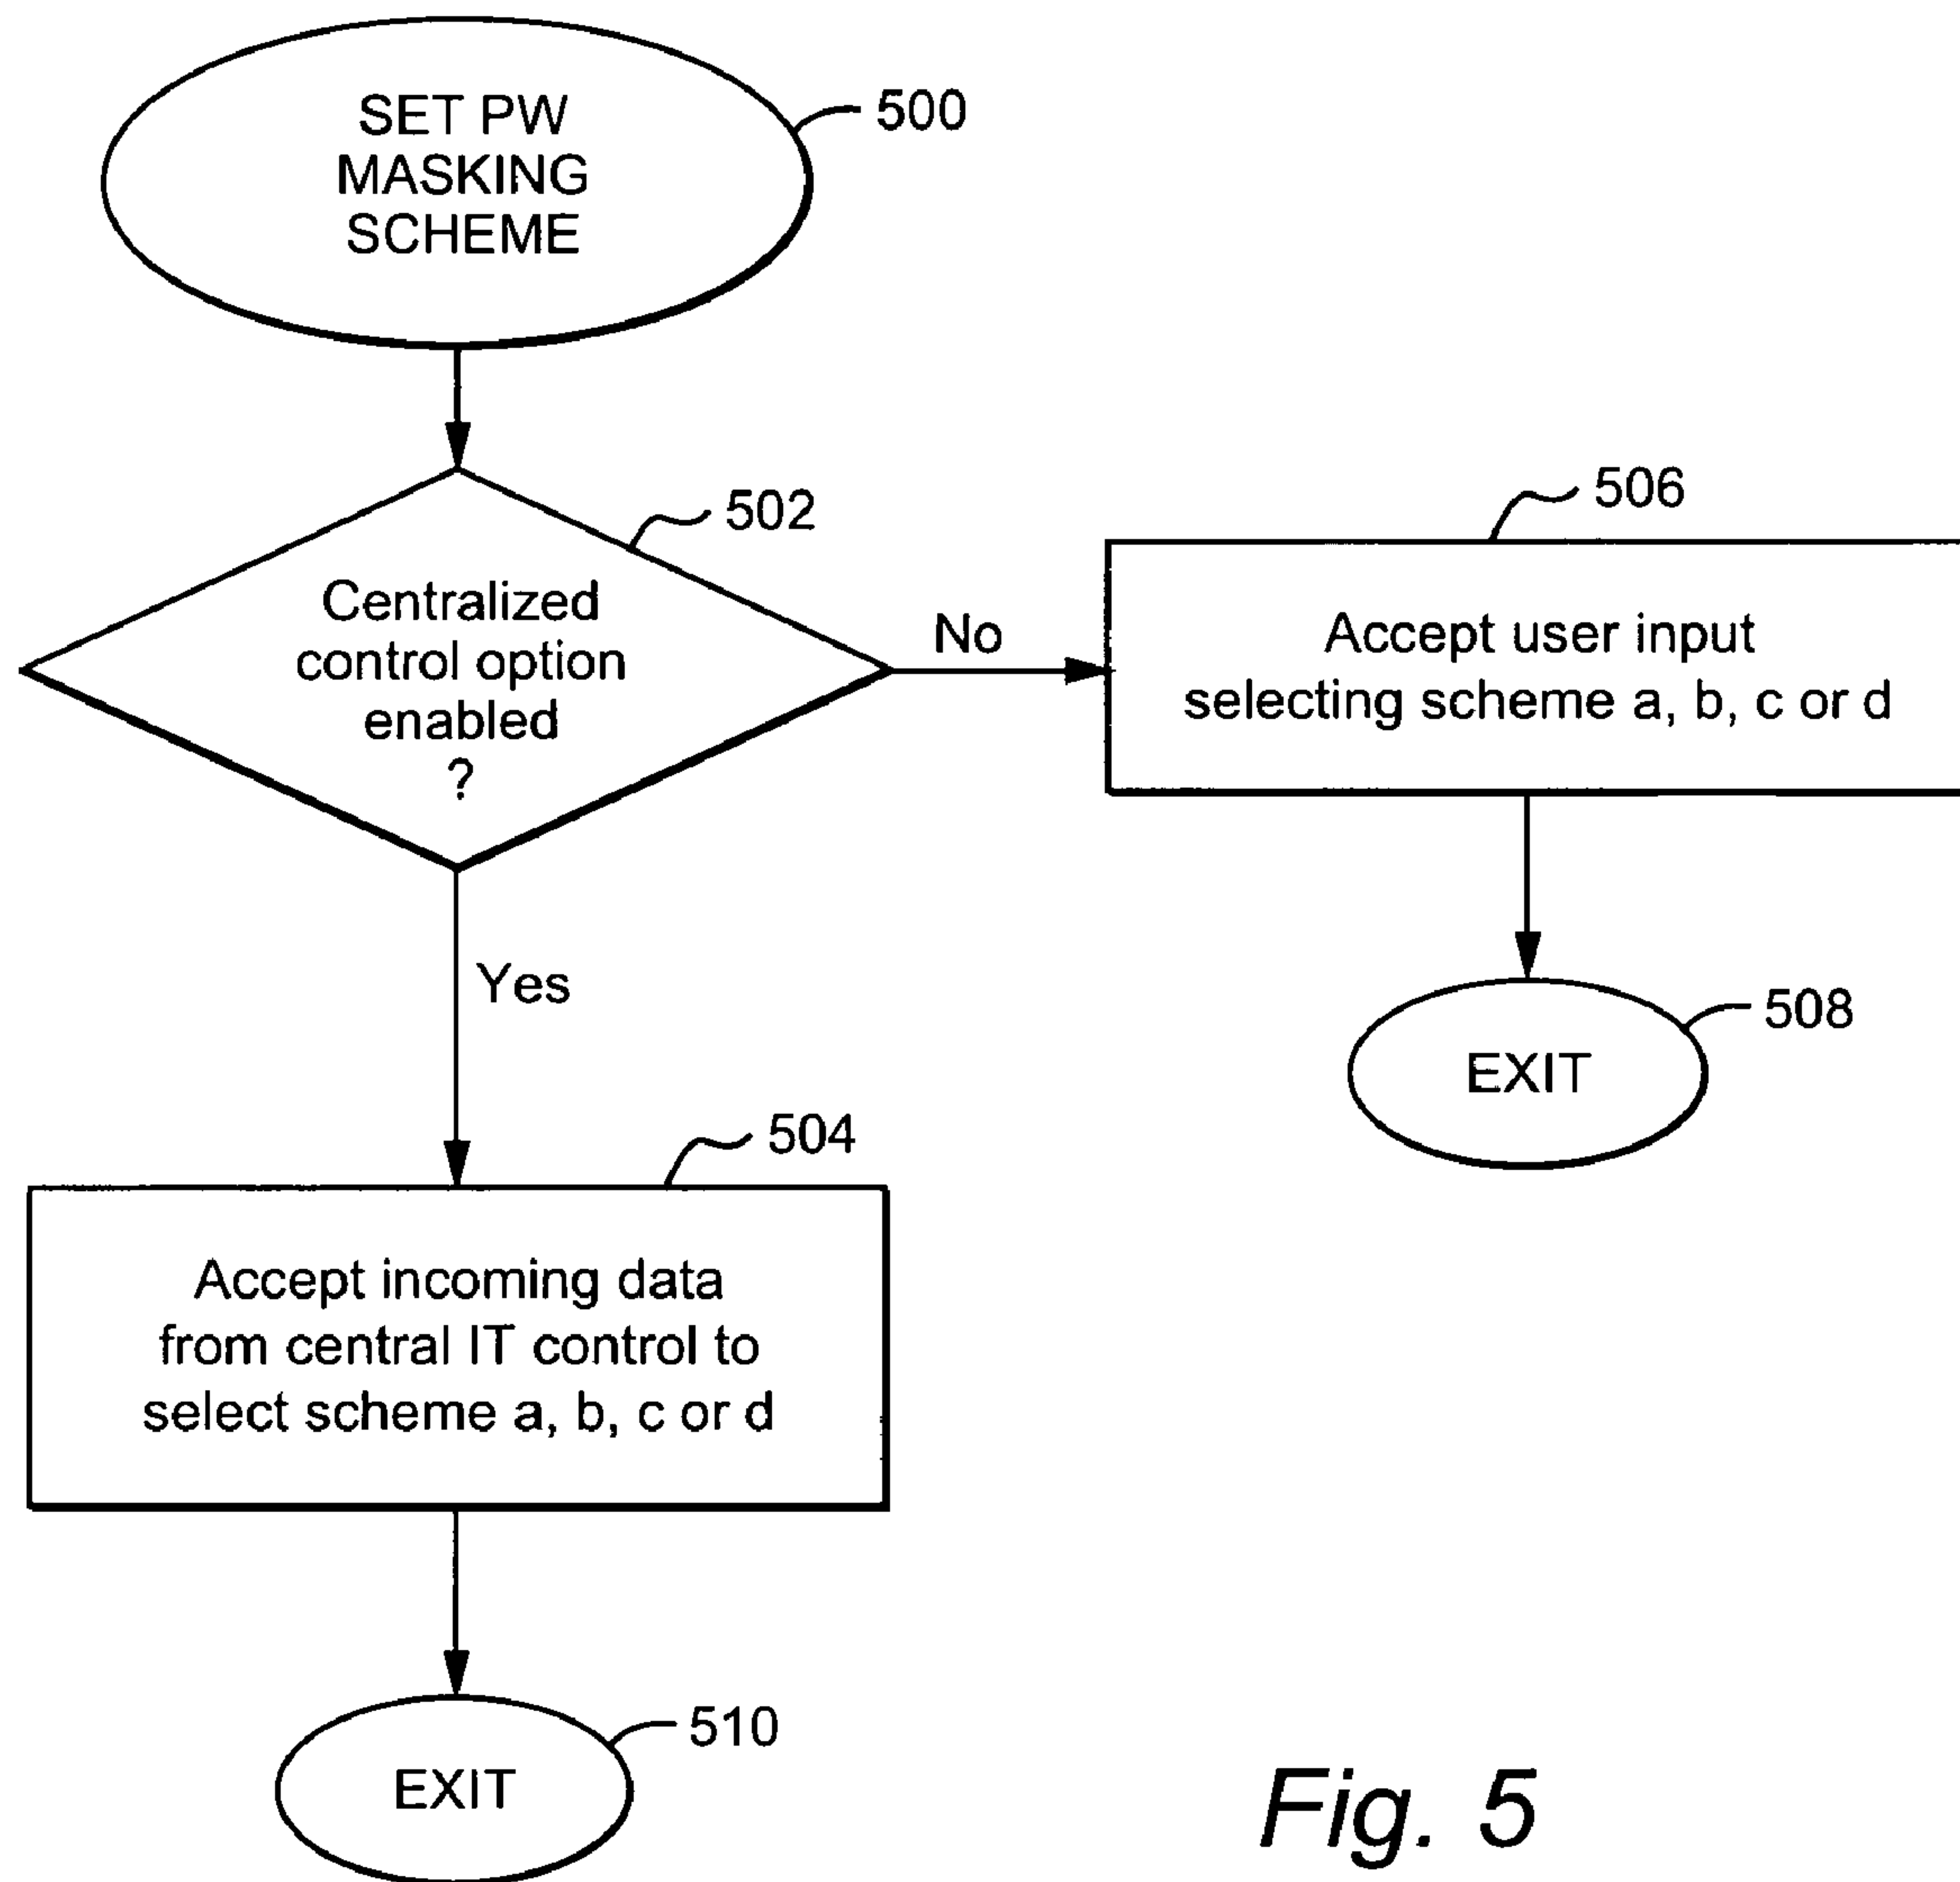 SET PW
MASKING
SCHEME
500
502
Centralized
control option
enabled
?
No
506
Accept user input
selecting scheme a, b, c or d
508
EXIT
Yes
504
Accept incoming data
from central IT control to
select scheme a, b, c or d
510
EXIT
Fig. 5